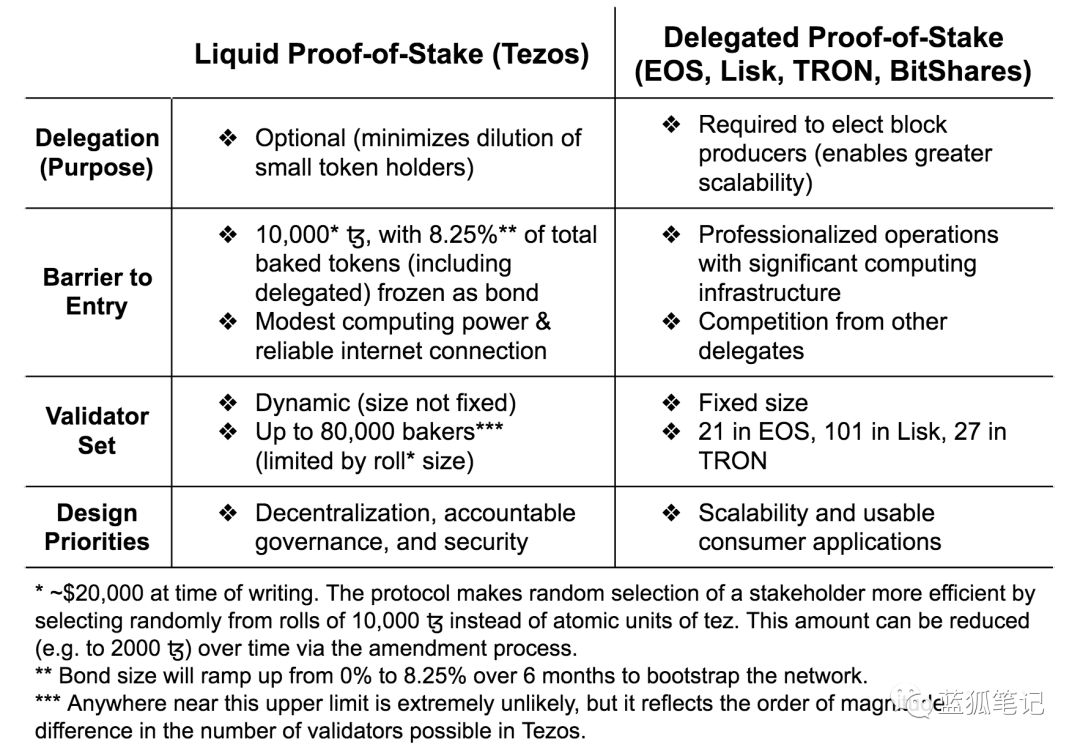 Liquid Proof-of-Stake (Tezos)
Delegated Proof-of-Stake
(EOS, Lisk, TRON, BitShares)
Delegation
(Purpose)
❖ Optional (minimizes dilution of
small token holders)
❖ Required to elect block
producers (enables greater
scalability)
Barrier to
Entry
❖ 10,000* ꜩ, with 8.25%** of total
baked tokens (including
delegated) frozen as bond
❖ Modest computing power &
reliable internet connection
❖ Professionalized operations
with significant computing
infrastructure
❖ Competition from other
delegates
Validator
Set
❖ Dynamic (size not fixed)
❖ Up to 80,000 bakers***
(limited by roll* size)
❖ Fixed size
❖ 21 in EOS, 101 in Lisk, 27 in
TRON
Design
Priorities
❖ Decentralization, accountable
governance, and security
❖ Scalability and usable
consumer applications
* ~$20,000 at time of writing. The protocol makes random selection of a stakeholder more efficient by
selecting randomly from rolls of 10,000 ꜩ instead of atomic units of tez. This amount can be reduced
(e.g. to 2000 ꜩ) over time via the amendment process.
** Bond size will ramp up from 0% to 8.25% over 6 months to bootstrap the network.
*** Anywhere near this upper limit is extremely unlikely, but it reflects the order of magnitude
difference in the number of validators possible in Tezos.
蓝狐笔记